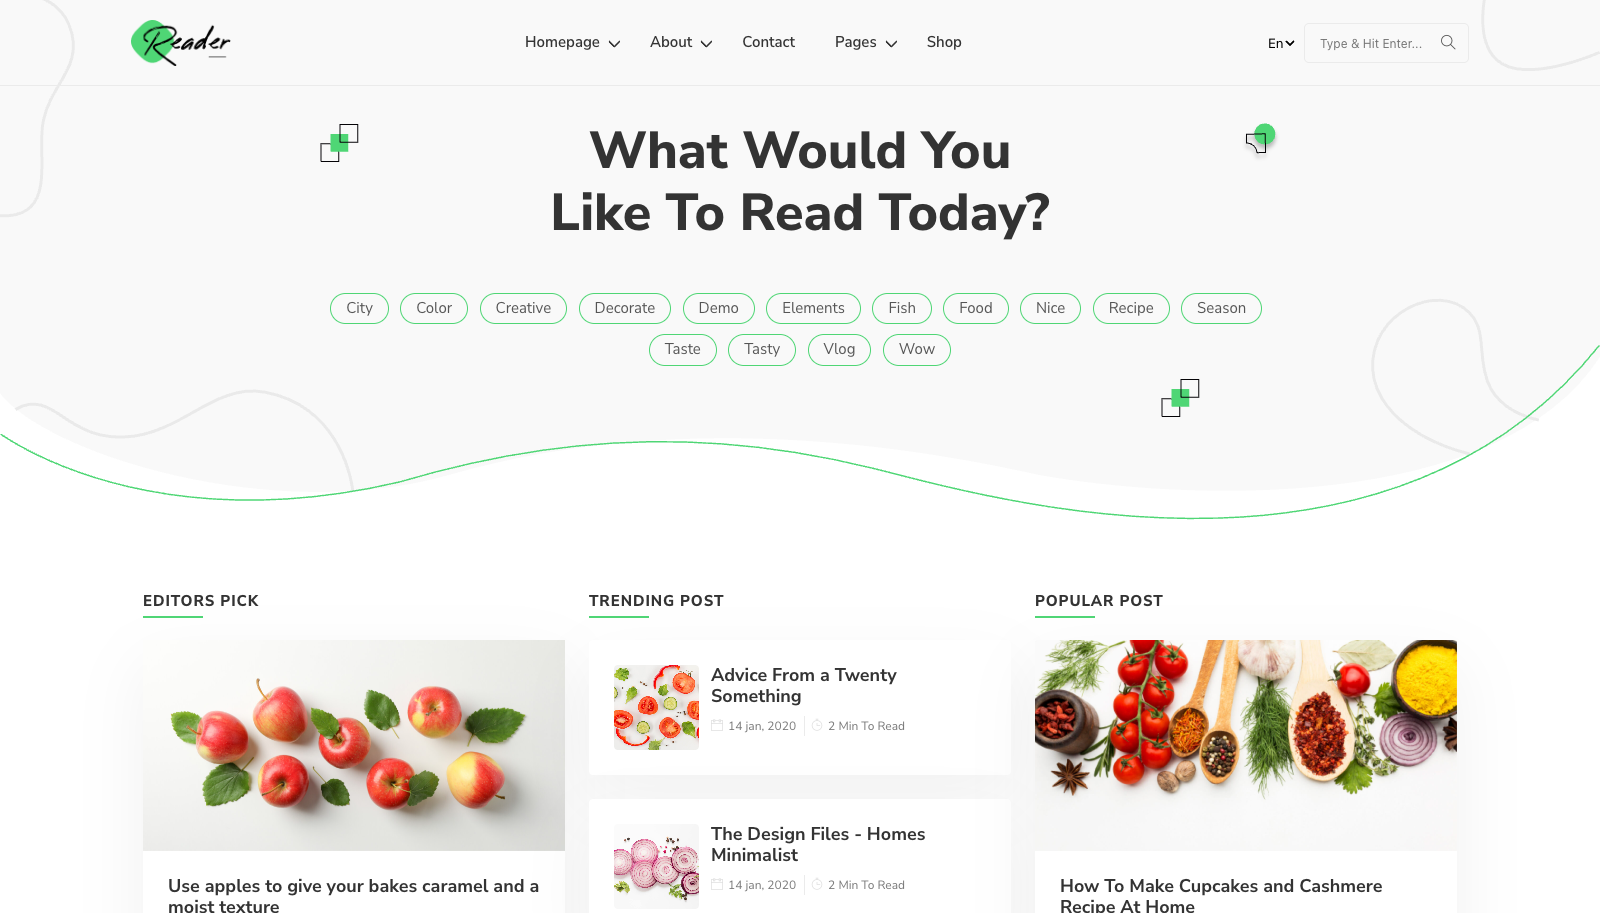 Reader
Homepage
About
Contact
Pages
Shop
En
Type & Hit Enter...
What Would You
Like To Read Today?
City
Color
Creative
Decorate
Demo
Elements
Fish
Food
Nice
Recipe
Season
Taste
Tasty
Vlog
Wow
EDITORS PICK
Use apples to give your bakes caramel and a
moist texture
TRENDING POST
Advice From a Twenty
Something
14 jan, 2020
2 Min To Read
The Design Files - Homes
Minimalist
14 jan, 2020
2 Min To Read
POPULAR POST
How To Make Cupcakes and Cashmere
Recipe At Home